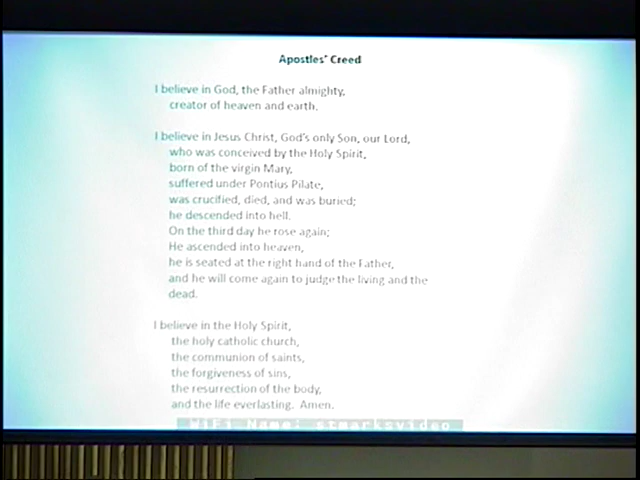 Apostles' Creed
I believe in God, the Father almighty,
creator of heaven and earth.
I believe in Jesus Christ, God's only Son, our Lord,
who was conceived by the Holy Spirit,
born of the virgin Mary,
suffered under Pontius Pilate,
was crucified, died, and was buried;
he descended into hell.
On the third day he rose again;
He ascended into heaven,
he is seated at the right hand of the Father,
and he will come again to judge the living and the
dead.
I believe in the Holy Spirit,
the holy catholic church,
the communion of saints,
the forgiveness of sins,
the resurrection of the body,
and the life everlasting. Amen.
WiFi Name: stmarksvideo